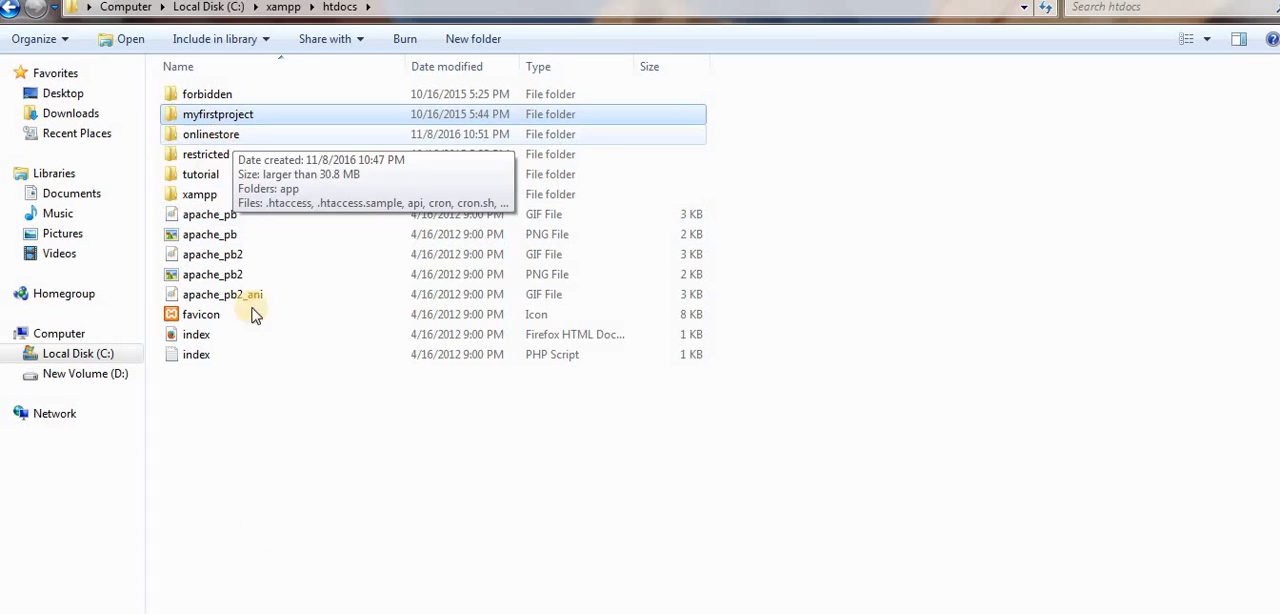 Computer Local Disk (C:) xampp htdocs Search htdocs
Organize Open Include in library Share with Burn New folder
Name Date modified Type Size
Favorites
Desktop
Downloads
Recent Places
Libraries
Documents
Music
Pictures
Videos
Homegroup
Computer
Local Disk (C:)
New Volume (D:)
Network
forbidden 10/16/2015 5:25 PM File folder
myfirstproject 10/16/2015 5:44 PM File folder
onlinestore 11/8/2016 10:51 PM File folder
restricted File folder
tutorial File folder
xampp File folder
Date created: 11/8/2016 10:47 PM
Size: larger than 30.8 MB
Folders: app
Files: .htaccess, .htaccess.sample, api, cron, cron.sh, ...
apache_pb 4/16/2012 9:00 PM GIF File 3 KB
apache_pb 4/16/2012 9:00 PM PNG File 2 KB
apache_pb2 4/16/2012 9:00 PM GIF File 3 KB
apache_pb2 4/16/2012 9:00 PM PNG File 2 KB
apache_pb2_ani 4/16/2012 9:00 PM GIF File 3 KB
favicon 4/16/2012 9:00 PM Icon 8 KB
index 4/16/2012 9:00 PM Firefox HTML Doc... 1 KB
index 4/16/2012 9:00 PM PHP Script 1 KB